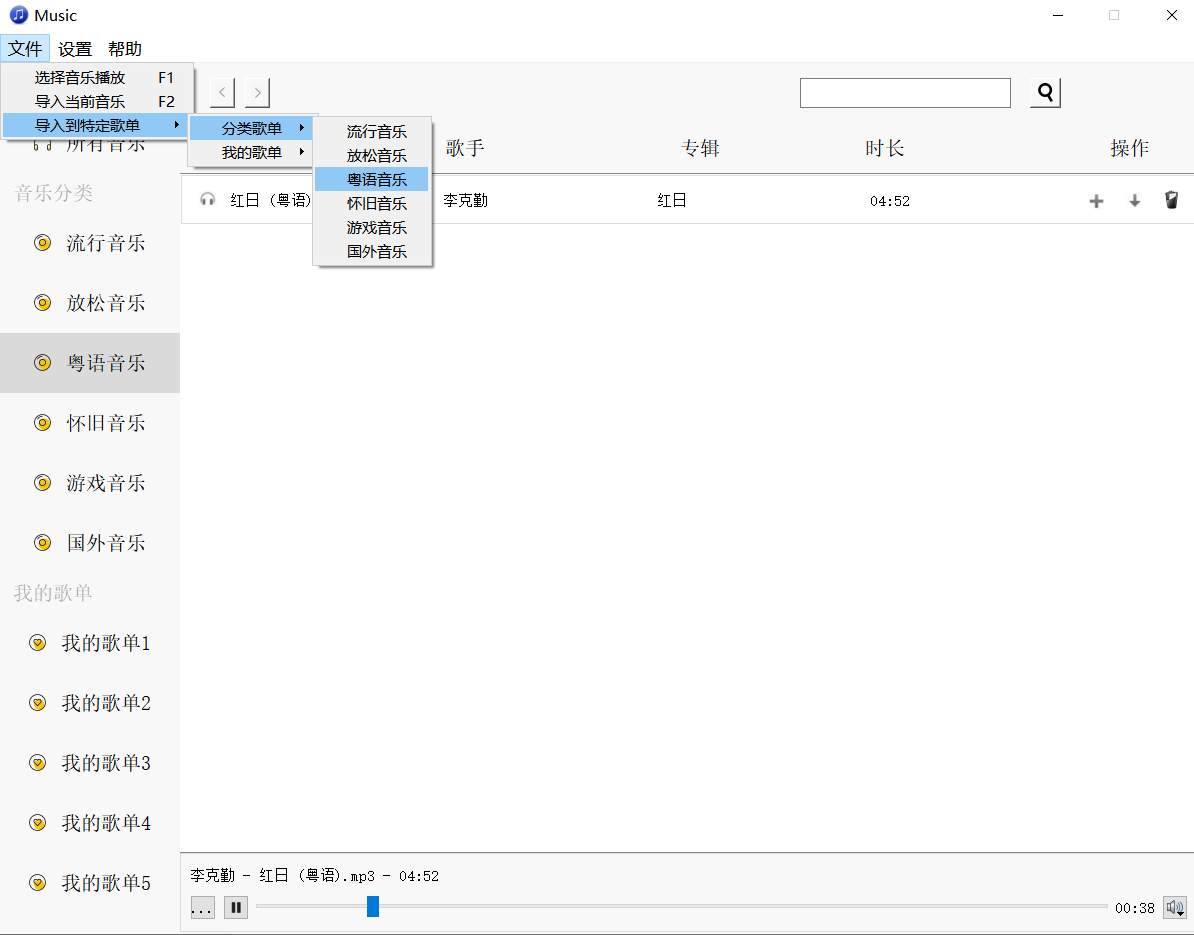 Music
文件 设置 帮助
选择音乐播放 F1
导入当前音乐 F2
导入到特定歌单
分类歌单
我的歌单
流行音乐
放松音乐
粤语音乐
怀旧音乐
游戏音乐
国外音乐
所有音乐
歌手 专辑 时长 操作
红日（粤语) 李克勤 红日 04:52
音乐分类
流行音乐
放松音乐
粤语音乐
怀旧音乐
游戏音乐
国外音乐
我的歌单
我的歌单1
我的歌单2
我的歌单3
我的歌单4
我的歌单5
李克勤 - 红日（粤语).mp3 - 04:52
... 00:38